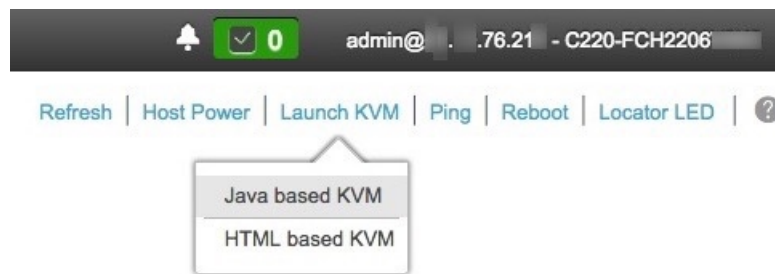 0 admin@ . .76.21 - C220-FCH2206
Refresh | Host Power | Launch KVM | Ping | Reboot | Locator LED | ?
Java based KVM
HTML based KVM